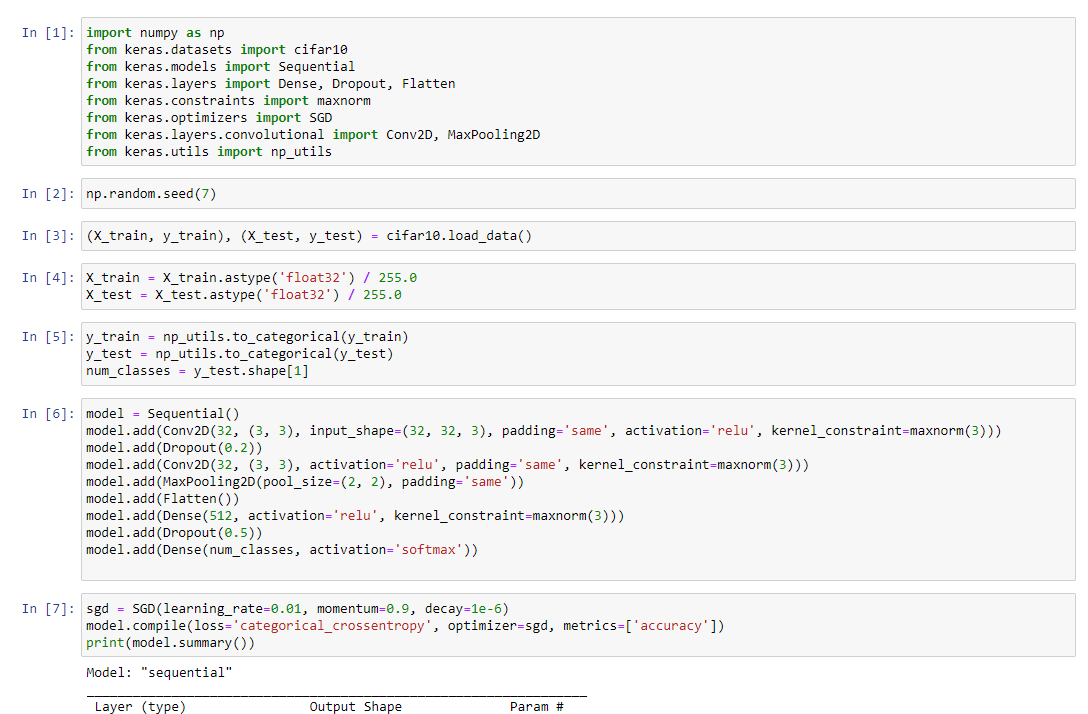 In [1]: import numpy as np
from keras.datasets import cifar10
from keras.models import Sequential
from keras.layers import Dense, Dropout, Flatten
from keras.constraints import maxnorm
from keras.optimizers import SGD
from keras.layers.convolutional import Conv2D, MaxPooling2D
from keras.utils import np_utils
In [2]: np.random.seed(7)
In [3]: (X_train, y_train), (X_test, y_test) = cifar10.load_data()
In [4]: X_train = X_train.astype('float32') / 255.0
X_test = X_test.astype('float32') / 255.0
In [5]: y_train = np_utils.to_categorical(y_train)
y_test = np_utils.to_categorical(y_test)
num_classes = y_test.shape[1]
In [6]: model = Sequential()
model.add(Conv2D(32, (3, 3), input_shape=(32, 32, 3), padding='same', activation='relu', kernel_constraint=maxnorm(3)))
model.add(Dropout(0.2))
model.add(Conv2D(32, (3, 3), activation='relu', padding='same', kernel_constraint=maxnorm(3)))
model.add(MaxPooling2D(pool_size=(2, 2), padding='same'))
model.add(Flatten())
model.add(Dense(512, activation='relu', kernel_constraint=maxnorm(3)))
model.add(Dropout(0.5))
model.add(Dense(num_classes, activation='softmax'))
In [7]: sgd = SGD(learning_rate=0.01, momentum=0.9, decay=1e-6)
model.compile(loss='categorical_crossentropy', optimizer=sgd, metrics=['accuracy'])
print(model.summary())
Model: "sequential"
_________________________________________________________________
Layer (type) Output Shape Param #